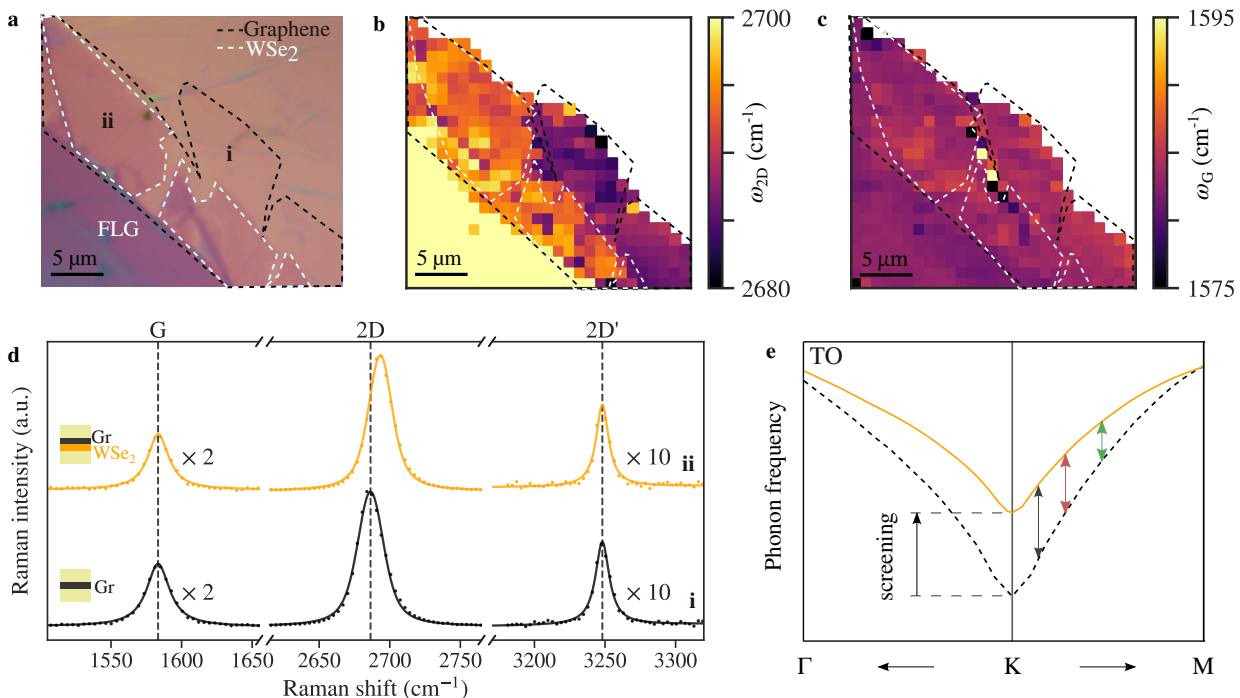 a
Graphene
WSe2
ii
i
FLG
5 μm
b
5 μm
2700
ω2D (cm−1)
2680
c
5 μm
1595
ωG (cm−1)
1575
d
G
2D
2D'
Raman intensity (a.u.)
Gr
WSe2
× 2
× 10
ii
Gr
× 2
× 10
i
1550
1600
1650
2650
2700
2750
3200
3250
3300
Raman shift (cm−1)
e
TO
Phonon frequency
screening
Γ
K
M